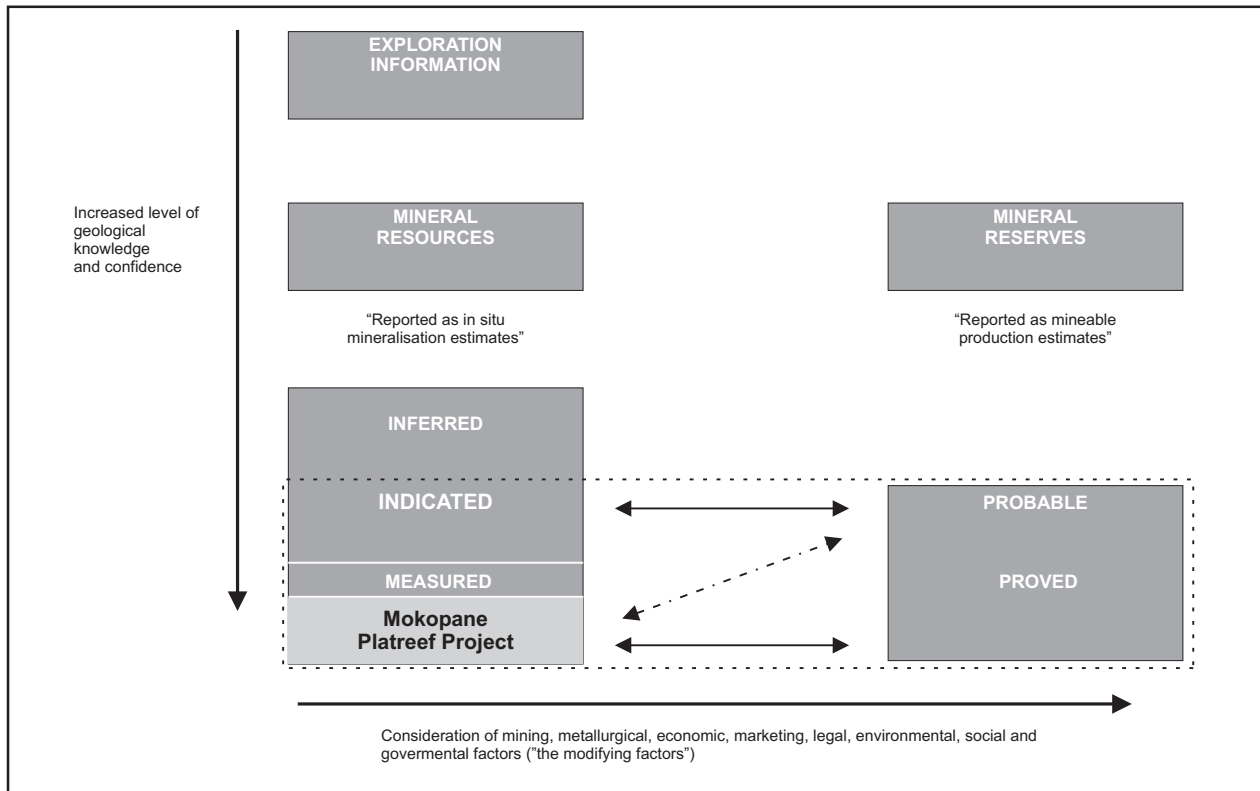 EXPLORATION
INFORMATION
Increased level of
geological
knowledge
and confidence
MINERAL
RESOURCES
MINERAL
RESERVES
“Reported as in situ
mineralisation estimates”
“Reported as mineable
production estimates”
INFERRED
INDICATED
PROBABLE
MEASURED
PROVED
Mokopane
Platreef Project
Consideration of mining, metallurgical, economic, marketing, legal, environmental, social and
govermental factors (”the modifying factors”)